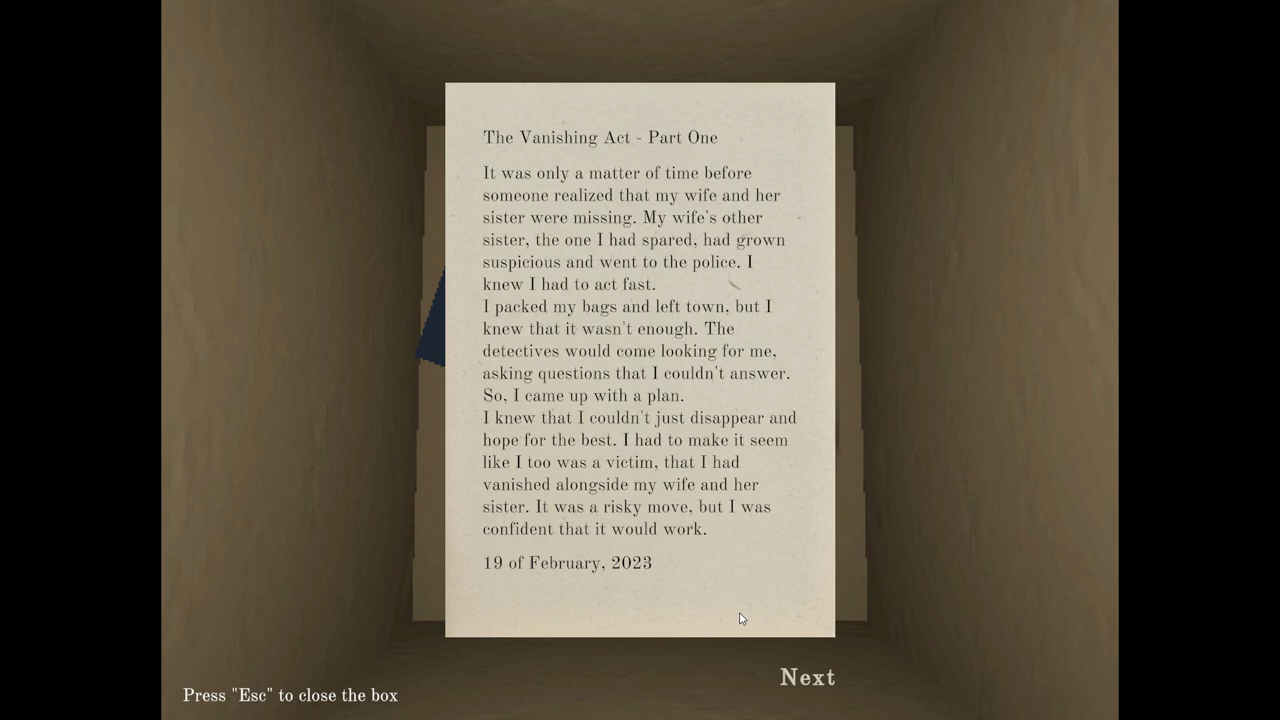 The Vanishing Act - Part One
It was only a matter of time before
someone realized that my wife and her
sister were missing. My wife's other
sister, the one I had spared, had grown
suspicious and went to the police. I
knew I had to act fast.
I packed my bags and left town, but I
knew that it wasn't enough. The
detectives would come looking for me,
asking questions that I couldn't answer.
So, I came up with a plan.
I knew that I couldn't just disappear and
hope for the best. I had to make it seem
like I too was a victim, that I had
vanished alongside my wife and her
sister. It was a risky move, but I was
confident that it would work.
19 of February, 2023
Next
Press "Esc" to close the box